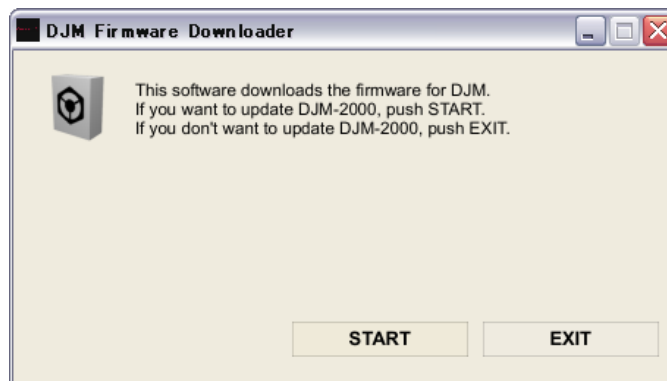 DJM Firmware Downloader
This software downloads the firmware for DJM.
If you want to update DJM-2000, push START.
If you don't want to update DJM-2000, push EXIT.
START
EXIT